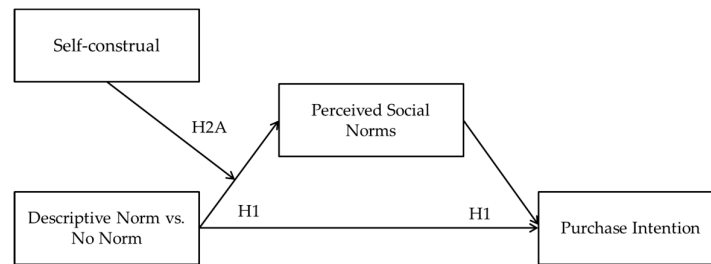 Self-construal
Perceived Social
Norms
H2A
Descriptive Norm vs.
No Norm
H1
H1
Purchase Intention